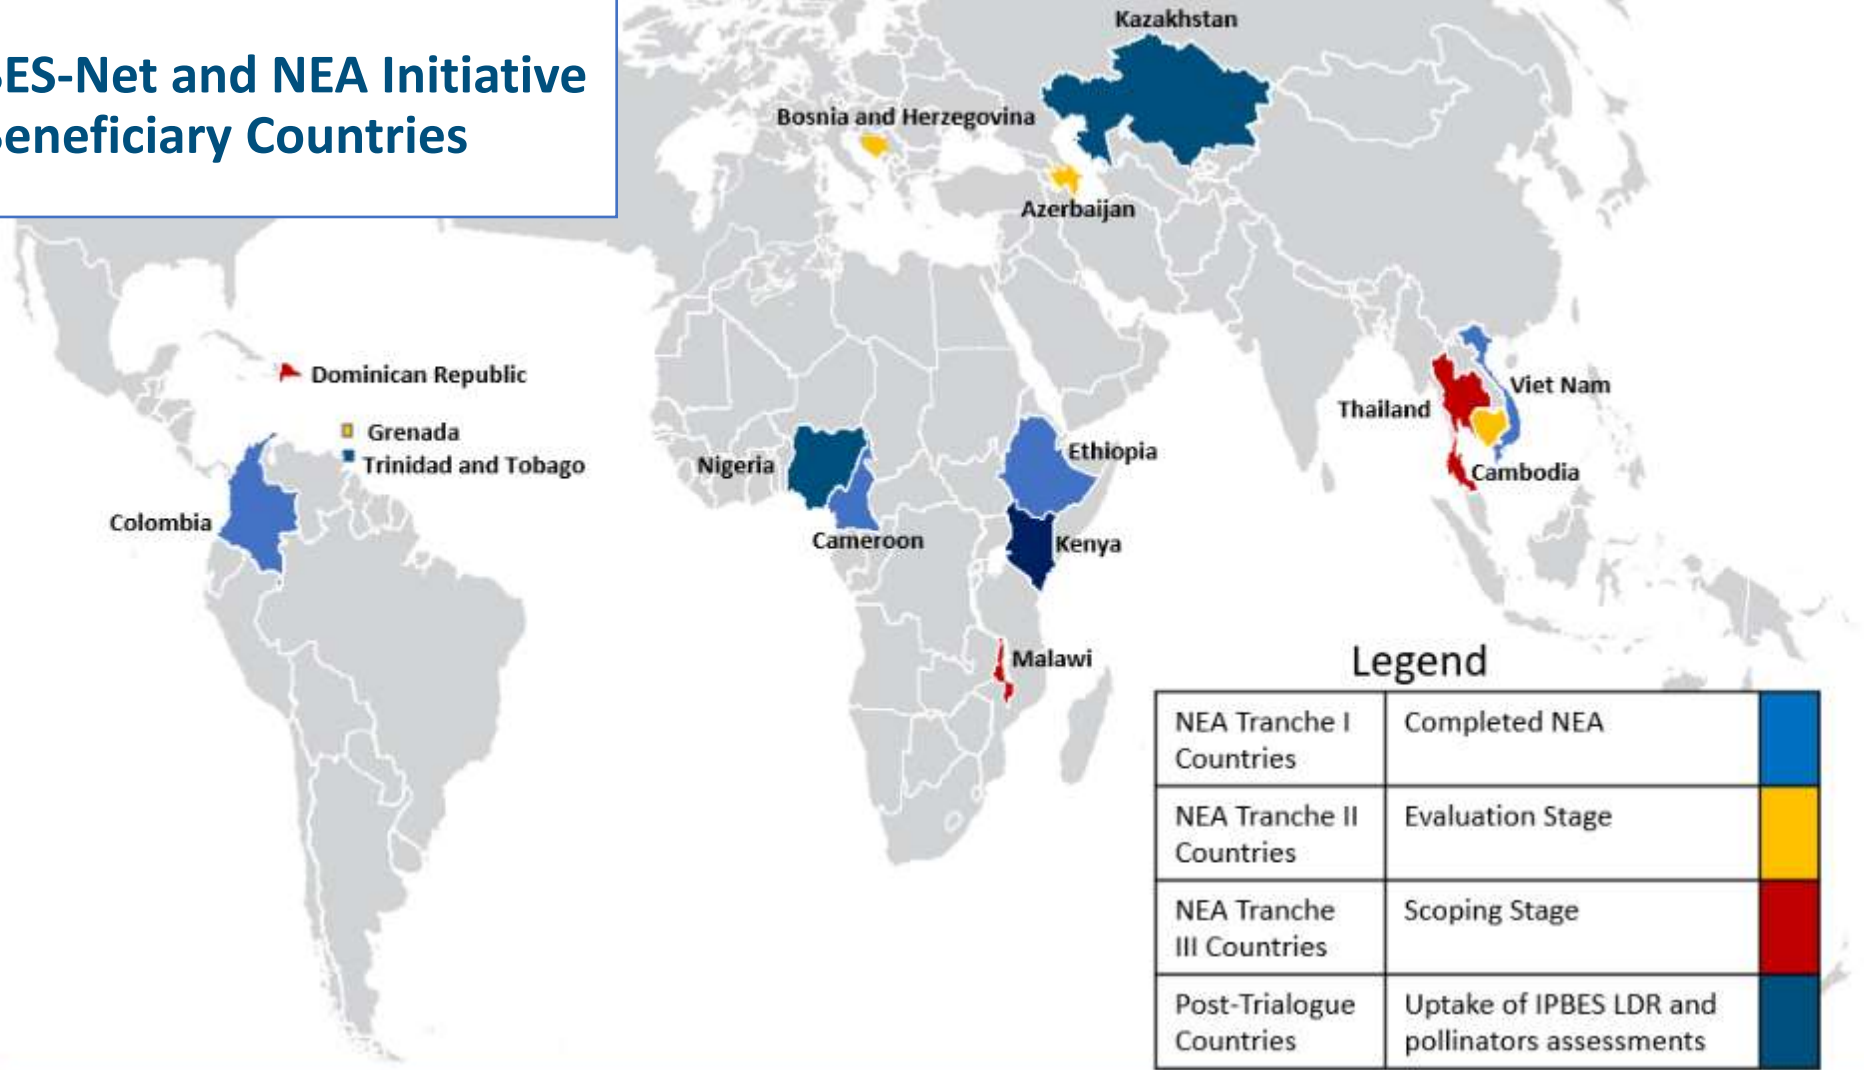 BES-Net and NEA Initiative
Beneficiary Countries
Kazakhstan
Bosnia and Herzegovina
Azerbaijan
Dominican Republic
Grenada
Trinidad and Tobago
Colombia
Nigeria
Cameroon
Ethiopia
Kenya
Malawi
Viet Nam
Thailand
Cambodia
Legend
NEA Tranche I
Countries
Completed NEA
NEA Tranche II
Countries
Evaluation Stage
NEA Tranche
III Countries
Scoping Stage
Post-Trialogue
Countries
Uptake of IPBES LDR and
pollinators assessments